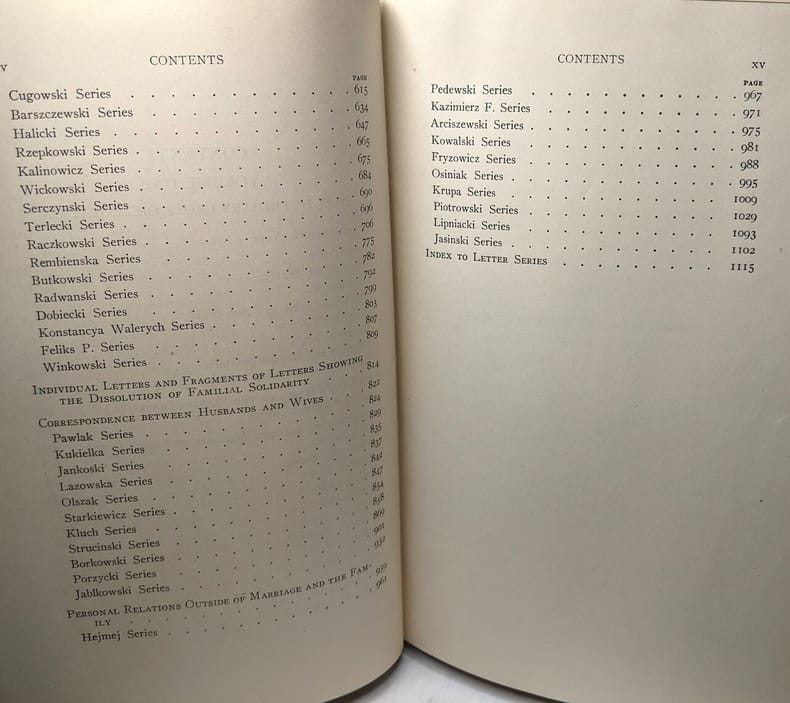 v CONTENTS
PAGE
Cugowski Series . . . . . . . . . . 615
Barszczewski Series . . . . . . . . . 634
Halicki Series . . . . . . . . . . 647
Rzepkowski Series . . . . . . . . . 665
Kalinowicz Series . . . . . . . . . 675
Wickowski Series . . . . . . . . . 684
Serczynski Series . . . . . . . . . 690
Terlecki Series . . . . . . . . . . 696
Raczkowski Series . . . . . . . . . 706
Rembienska Series . . . . . . . . . 775
Butkowski Series . . . . . . . . . 782
Radwanski Series . . . . . . . . . 792
Dobiecki Series . . . . . . . . . 799
Konstancya Walerych Series . . . . . . . 803
Feliks P. Series . . . . . . . . . 807
Winkowski Series . . . . . . . . . 809
Individual Letters and Fragments of Letters Showing
the Dissolution of Familial Solidarity . . . 814
Correspondence between Husbands and Wives . . . 822
Pawlak Series . . . . . . . . . 824
Kukielka Series . . . . . . . . . 829
Jankoski Series . . . . . . . . . 835
Lazowska Series . . . . . . . . . 837
Olszak Series . . . . . . . . . 842
Starkiewicz Series . . . . . . . . 847
Kluch Series . . . . . . . . . 854
Strucinski Series . . . . . . . . 858
Borkowski Series . . . . . . . . 869
Porzycki Series . . . . . . . . 901
Jablkowski Series . . . . . . . . 932
Personal Relations Outside of Marriage and the Fam-
ily . . . . . . . . . . 959
Hejmej Series . . . . . . . . 961
CONTENTS xv
PAGE
Pedewski Series . . . . . . . . . 967
Kazimierz F. Series . . . . . . . . 971
Arciszewski Series . . . . . . . . . 975
Kowalski Series . . . . . . . . . 981
Fryzowicz Series . . . . . . . . . 988
Osiniak Series . . . . . . . . . 995
Krupa Series . . . . . . . . . 1009
Piotrowski Series . . . . . . . . . 1029
Lipniacki Series . . . . . . . . . 1093
Jasinski Series . . . . . . . . . 1102
Index to Letter Series . . . . . . . 1115